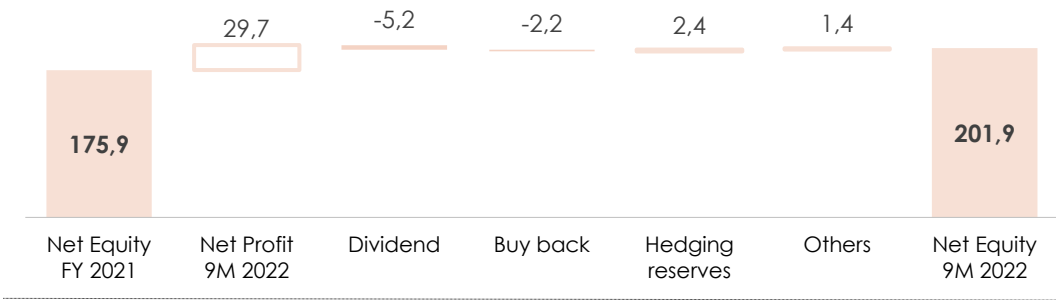 29,7
-5,2
-2,2
2,4
1,4
175,9
201,9
Net Equity
FY 2021
Net Profit
9M 2022
Dividend
Buy back
Hedging
reserves
Others
Net Equity
9M 2022